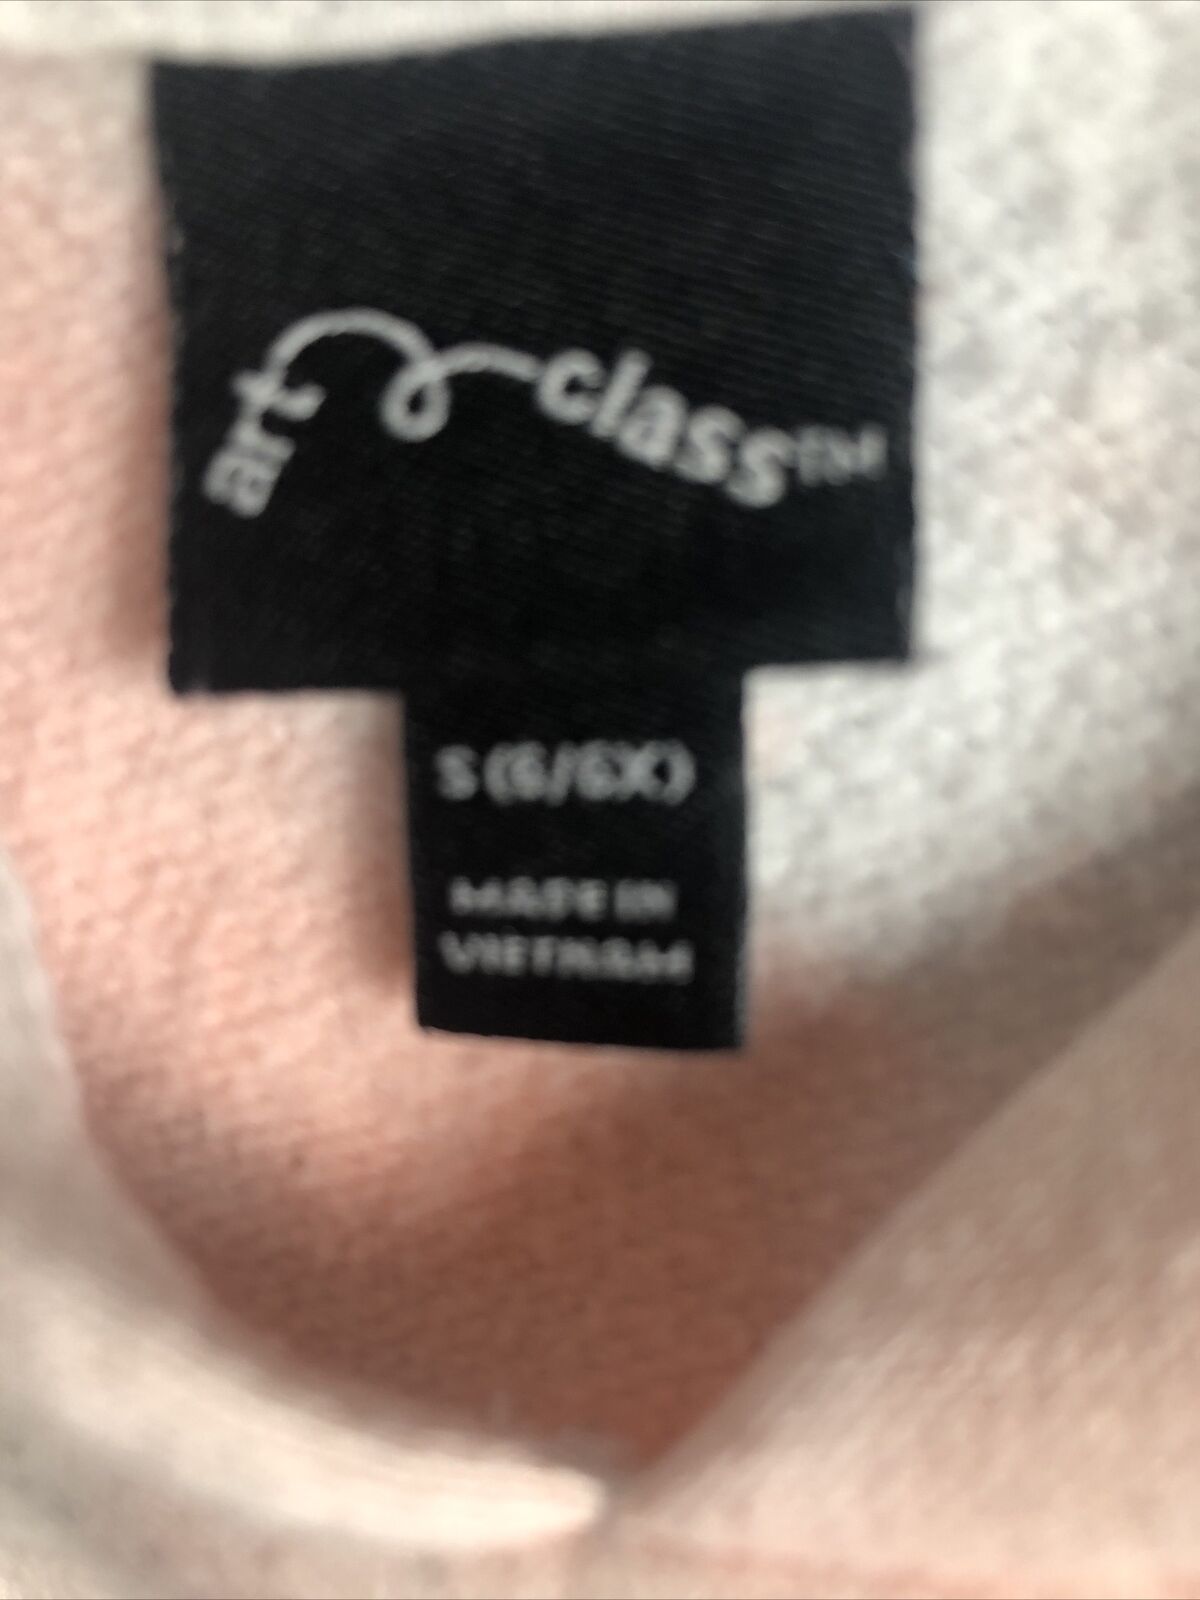 art class™
S (6/6X)
MADE IN
VIETNAM